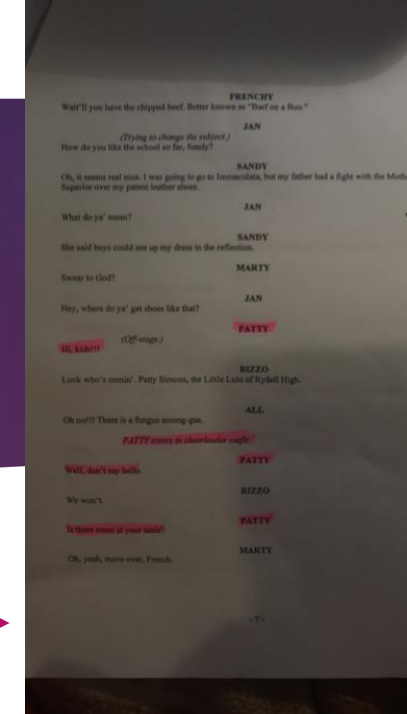 FRENCHY
Wait'll you have the chipped beef. Better known as "Barf on a Bun."
JAN
(Trying to change the subject.)
How do you like the school so far, Sandy?
SANDY
Oh, it seems real nice. I was going to go to Immaculata, but my father had a fight with the Moth
Superior over my patent leather shoes.
JAN
What do ya' mean?
SANDY
She said boys could see up my dress in the reflection.
MARTY
Swear to God?
JAN
Hey, where do ya' get shoes like that?
PATTY
(Off-stage.)
Hi, kids!!!
RIZZO
Look who's comin'. Patty Simcox, the Little Lulu of Rydell High.
ALL
Oh no!!! There is a fungus among-gus.
PATTY enters in cheerleader outfit.
PATTY
Well, don't say hello.
RIZZO
We won't.
PATTY
Is there room at your table?
MARTY
Oh, yeah, move over, French.
- 7 -